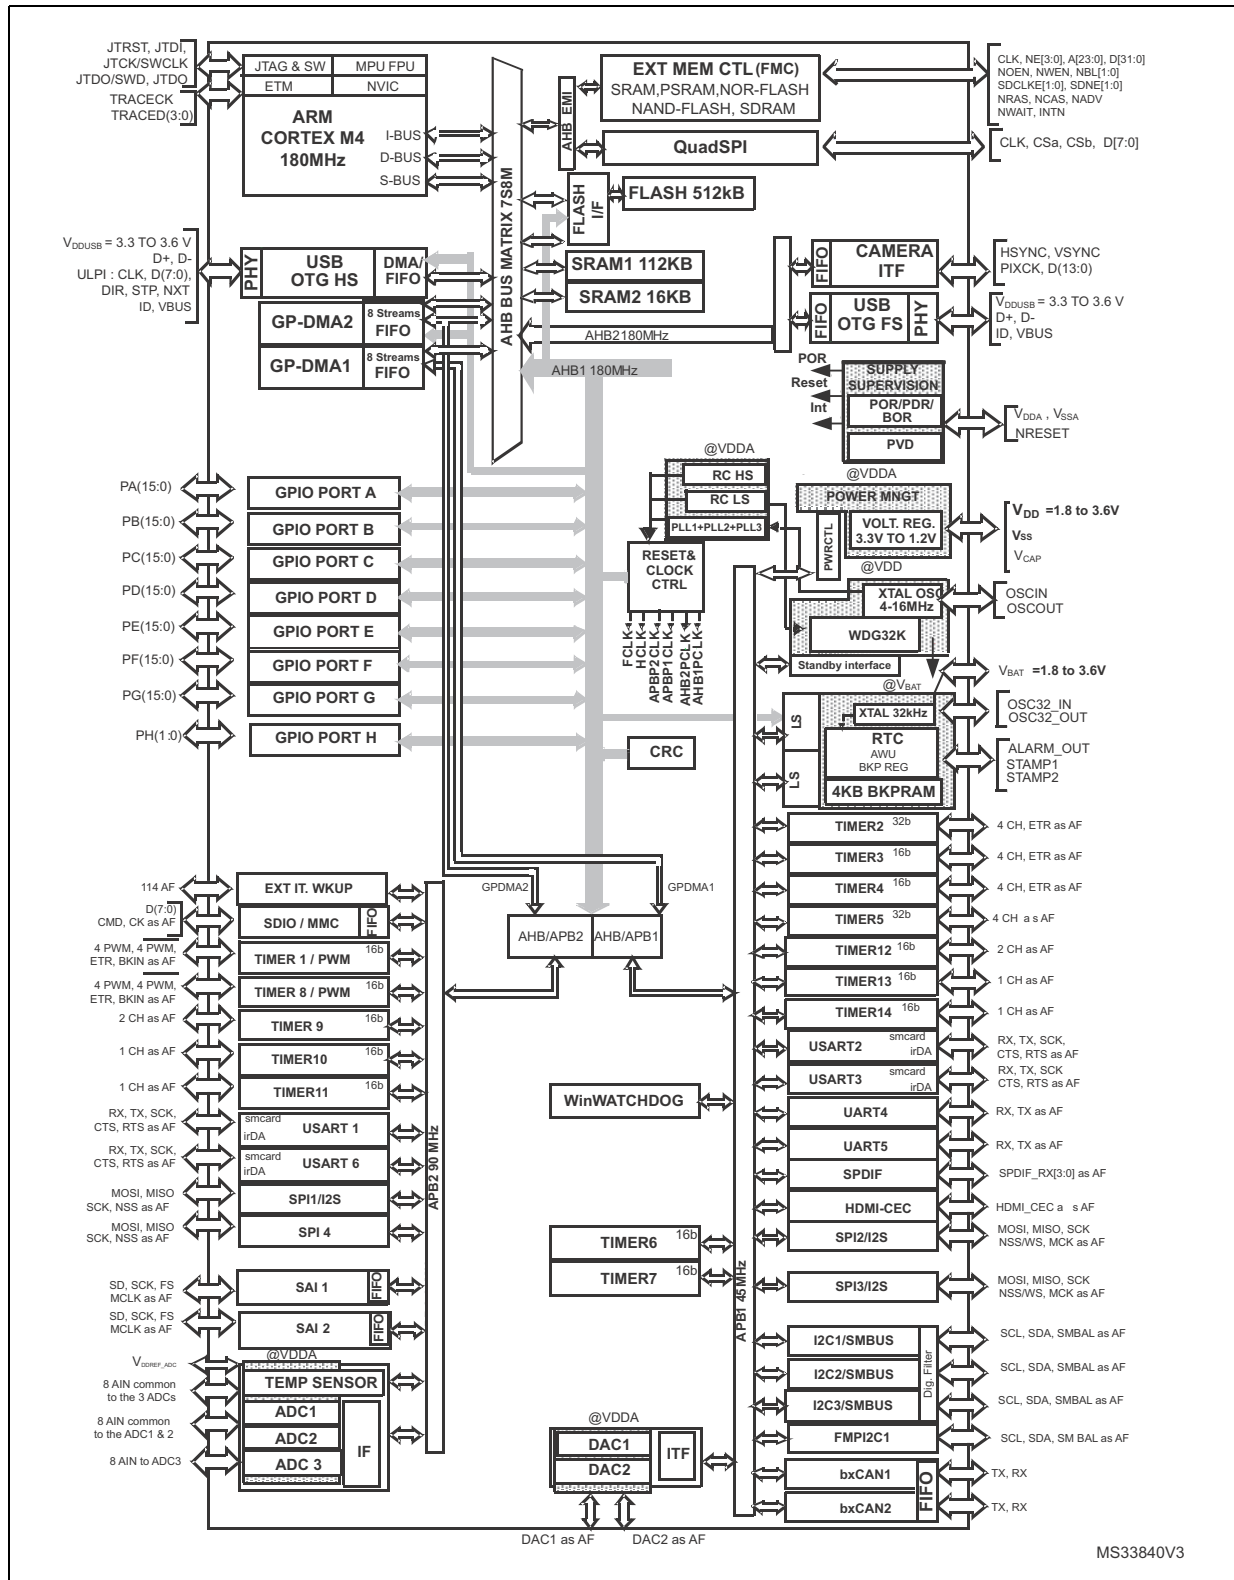 JTRST, JTDI,
JTCK/SWCLK
JTDO/SWD, JTDO
TRACECK
TRACED(3:0)
JTAG & SW
MPU FPU
ETM
NVIC
ARM
CORTEX M4
180MHz
I-BUS
D-BUS
S-BUS
AHB BUS MATRIX 7S8M
AHB EMI
EXT MEM CTL (FMC)
SRAM,PSRAM,NOR-FLASH
NAND-FLASH, SDRAM
CLK, NE[3:0], A[23:0], D[31:0]
NOEN, NWEN, NBL[1:0]
SDCLKE[1:0], SDNE[1:0]
NRAS, NCAS, NADV
NWAIT, INTN
QuadSPI
CLK, CSa, CSb, D[7:0]
FLASH I/F
FLASH 512kB
SRAM1 112KB
SRAM2 16KB
AHB2180MHz
AHB1 180MHz
VDDUSB = 3.3 TO 3.6 V
D+, D-
ULPI : CLK, D(7:0),
DIR, STP, NXT
ID, VBUS
PHY
USB
OTG HS
DMA/
FIFO
GP-DMA2
8 Streams
FIFO
GP-DMA1
8 Streams
FIFO
FIFO
CAMERA
ITF
HSYNC, VSYNC
PIXCK, D(13:0)
FIFO
USB
OTG FS
PHY
VDDUSB = 3.3 TO 3.6 V
D+, D-
ID, VBUS
POR
Reset
Int
SUPPLY
SUPERVISION
POR/PDR/
BOR
PVD
VDDA , VSSA
NRESET
@VDDA
RC HS
RC LS
PLL1+PLL2+PLL3
RESET&
CLOCK
CTRL
FCLK
HCLK
APBP2CLK
APBP1CLK
AHB2PCLK
AHB1PCLK
@VDDA
POWER MNGT
VOLT. REG.
3.3V TO 1.2V
PWRCTL
VDD =1.8 to 3.6V
Vss
VCAP
@VDD
XTAL OSC
4-16MHz
OSCIN
OSCOUT
WDG32K
Standby interface
VBAT =1.8 to 3.6V
@VBAT
XTAL 32kHz
OSC32_IN
OSC32_OUT
LS
LS
RTC
AWU
BKP REG
4KB BKPRAM
ALARM_OUT
STAMP1
STAMP2
PA(15:0)
GPIO PORT A
PB(15:0)
GPIO PORT B
PC(15:0)
GPIO PORT C
PD(15:0)
GPIO PORT D
PE(15:0)
GPIO PORT E
PF(15:0)
GPIO PORT F
PG(15:0)
GPIO PORT G
PH(1:0)
GPIO PORT H
CRC
GPDMA2
GPDMA1
AHB/APB2
AHB/APB1
114 AF
EXT IT. WKUP
D(7:0)
CMD, CK as AF
SDIO / MMC
FIFO
4 PWM, 4 PWM,
ETR, BKIN as AF
TIMER 1 / PWM 16b
4 PWM, 4 PWM,
ETR, BKIN as AF
TIMER 8 / PWM 16b
2 CH as AF
TIMER 9 16b
1 CH as AF
TIMER10 16b
1 CH as AF
TIMER11 16b
RX, TX, SCK,
CTS, RTS as AF
smcard
irDA
USART 1
RX, TX, SCK,
CTS, RTS as AF
smcard
irDA
USART 6
MOSI, MISO
SCK, NSS as AF
SPI1/I2S
MOSI, MISO
SCK, NSS as AF
SPI 4
SD, SCK, FS
MCLK as AF
SAI 1
FIFO
SD, SCK, FS
MCLK as AF
SAI 2
FIFO
APB2 90 MHz
@VDDA
VDDREF_ADC
8 AIN common
to the 3 ADCs
8 AIN common
to the ADC1 & 2
8 AIN to ADC3
TEMP SENSOR
ADC1
ADC2
ADC 3
IF
WinWATCHDOG
TIMER6 16b
TIMER7 16b
@VDDA
DAC1
DAC2
ITF
DAC1 as AF
DAC2 as AF
APB1 45MHz
TIMER2 32b
4 CH, ETR as AF
TIMER3 16b
4 CH, ETR as AF
TIMER4 16b
4 CH, ETR as AF
TIMER5 32b
4 CH a s AF
TIMER12 16b
2 CH as AF
TIMER13 16b
1 CH as AF
TIMER14 16b
1 CH as AF
USART2
smcard
irDA
RX, TX, SCK,
CTS, RTS as AF
USART3
smcard
irDA
RX, TX, SCK
CTS, RTS as AF
UART4
RX, TX as AF
UART5
RX, TX as AF
SPDIF
SPDIF_RX[3:0] as AF
HDMI-CEC
HDMI_CEC a s AF
SPI2/I2S
MOSI, MISO, SCK
NSS/WS, MCK as AF
SPI3/I2S
MOSI, MISO, SCK
NSS/WS, MCK as AF
I2C1/SMBUS
SCL, SDA, SMBAL as AF
I2C2/SMBUS
SCL, SDA, SMBAL as AF
I2C3/SMBUS
SCL, SDA, SMBAL as AF
Dig. Filter
FMPI2C1
SCL, SDA, SM BAL as AF
bxCAN1
TX, RX
bxCAN2
TX, RX
FIFO
MS33840V3